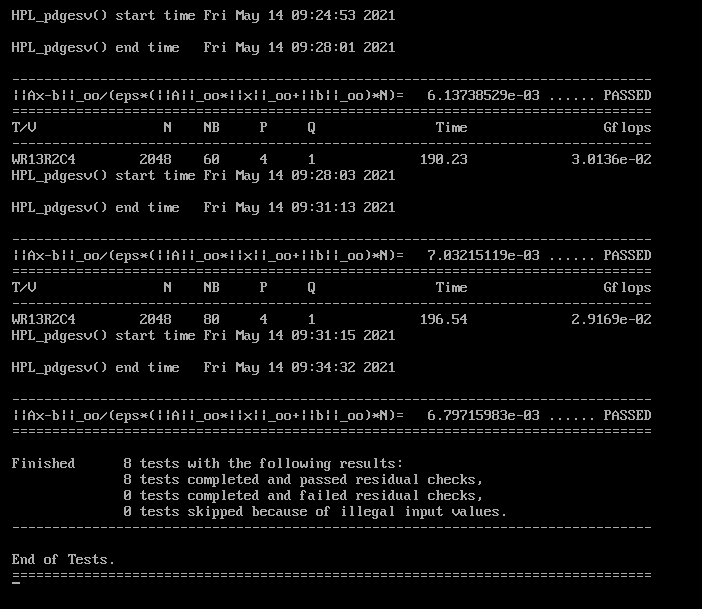 HPL_pdgesv() start time Fri May 14 09:24:53 2021
HPL_pdgesv() end time   Fri May 14 09:28:01 2021
--------------------------------------------------------------------------------
||Ax-b||_oo/(eps*(||A||_oo*||x||_oo+||b||_oo)*N)=   6.13738529e-03 ...... PASSED
================================================================================
T/V                N    NB     P     Q               Time                 Gflops
--------------------------------------------------------------------------------
WR13R2C4        2048    60     4     1             190.23             3.0136e-02
HPL_pdgesv() start time Fri May 14 09:28:03 2021
HPL_pdgesv() end time   Fri May 14 09:31:13 2021
--------------------------------------------------------------------------------
||Ax-b||_oo/(eps*(||A||_oo*||x||_oo+||b||_oo)*N)=   7.03215119e-03 ...... PASSED
================================================================================
T/V                N    NB     P     Q               Time                 Gflops
--------------------------------------------------------------------------------
WR13R2C4        2048    80     4     1             196.54             2.9169e-02
HPL_pdgesv() start time Fri May 14 09:31:15 2021
HPL_pdgesv() end time   Fri May 14 09:34:32 2021
--------------------------------------------------------------------------------
||Ax-b||_oo/(eps*(||A||_oo*||x||_oo+||b||_oo)*N)=   6.79715983e-03 ...... PASSED
================================================================================
Finished      8 tests with the following results:
              8 tests completed and passed residual checks,
              0 tests completed and failed residual checks,
              0 tests skipped because of illegal input values.
--------------------------------------------------------------------------------
End of Tests.
================================================================================